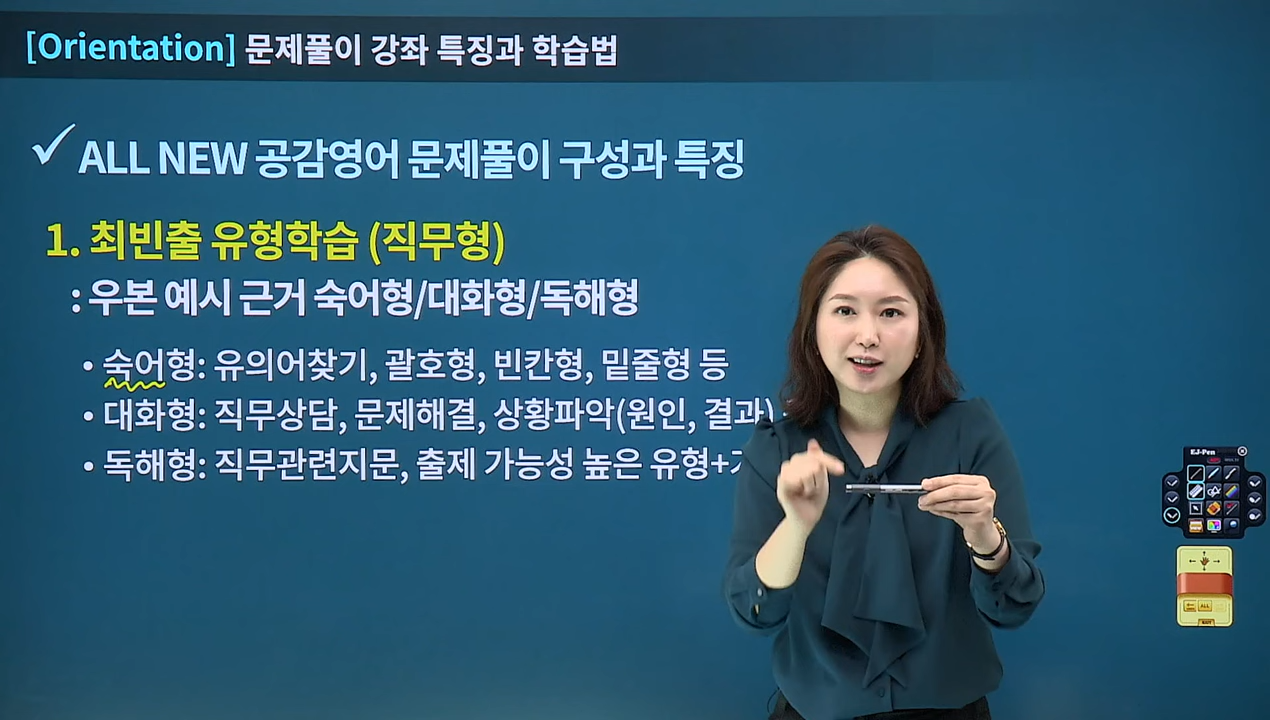 [Orientation] 문제풀이 강좌 특징과 학습법
ALL NEW 공감영어 문제풀이 구성과 특징
1. 최빈출 유형학습 (직무형)
: 우본 예시 근거 숙어형/대화형/독해형
• 숙어형: 유의어찾기, 괄호형, 빈칸형, 밑줄형 등
• 대화형: 직무상담, 문제해결, 상황파악(원인, 결과)
• 독해형: 직무관련지문, 출제 가능성 높은 유형+
EJ-Pen
ALL
EXIT